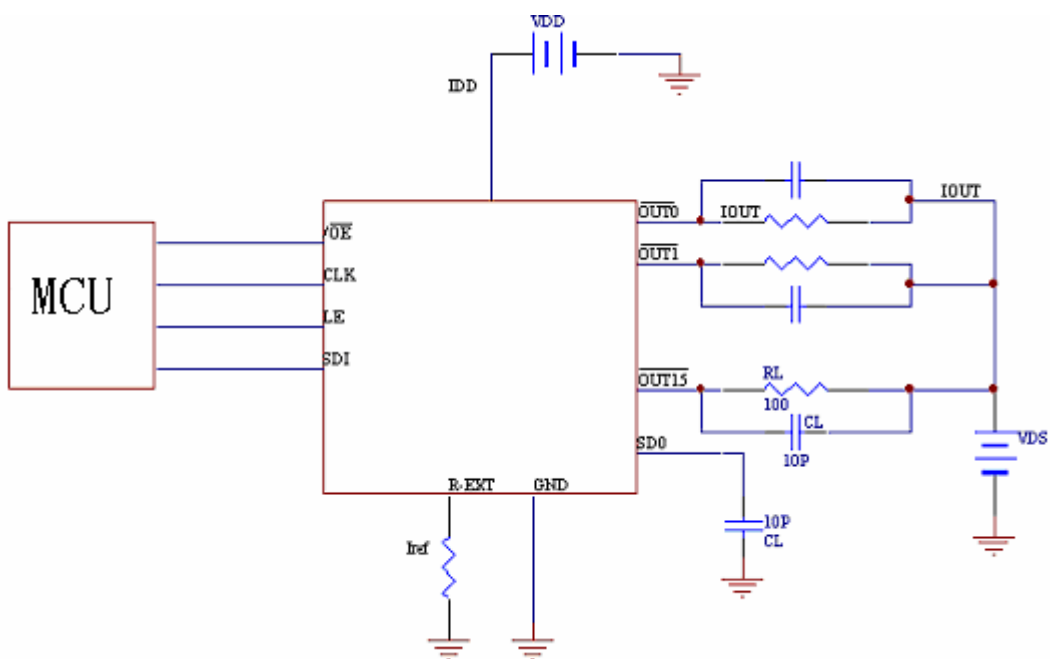 VDD
IDD
OUT0
IOUT
IOUT
OE
CLK
LE
SDI
MCU
OUT1
OUT15
RL
100
CL
10P
SDO
VDS
R-EXT
GND
Iref
10P
CL